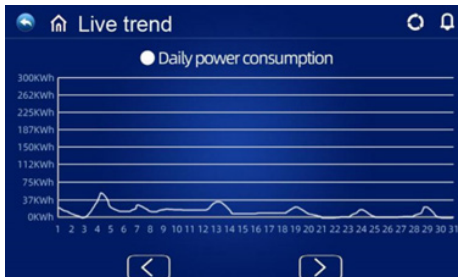 Live trend
Daily power consumption
300KWh
262KWh
225KWh
187KWh
150KWh
112KWh
75KWh
37KWh
0KWh
1 2 3 4 5 6 7 8 9 10 11 12 13 14 15 16 17 18 19 20 21 22 23 24 25 26 27 28 29 30 31